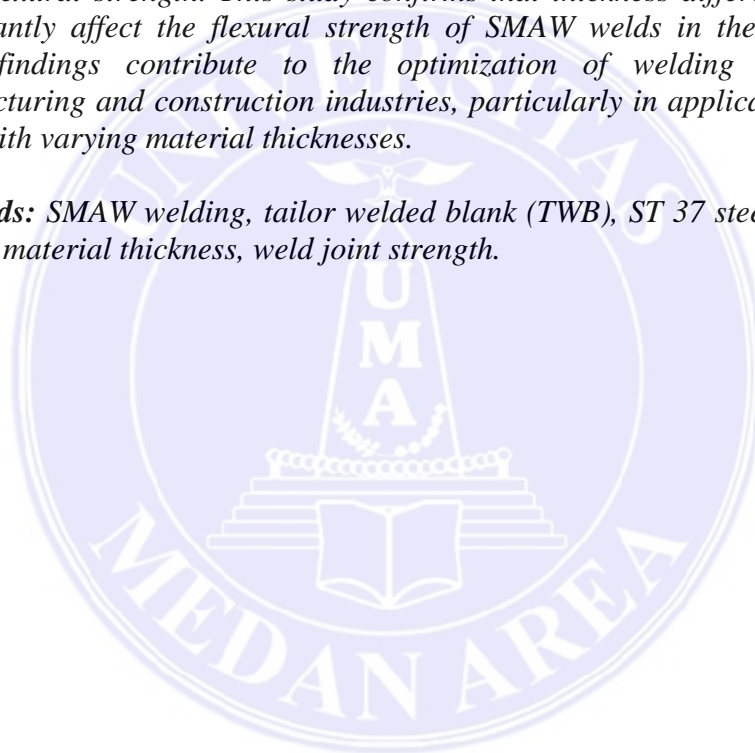 antly affect the flexural strength of SMAW welds in the
findings contribute to the optimization of welding
cturing and construction industries, particularly in applica
ith varying material thicknesses.
ds: SMAW welding, tailor welded blank (TWB), ST 37 stee
material thickness, weld joint strength.
UNIVERSITAS
UMA
MEDAN AREA